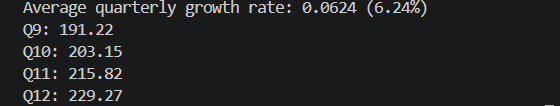 Average quarterly growth rate: 0.0624 (6.24%)
Q9: 191.22
Q10: 203.15
Q11: 215.82
Q12: 229.27